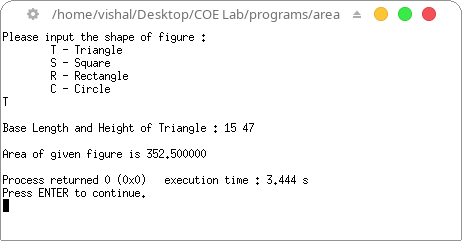 /home/vishal/Desktop/COE Lab/programs/area
Please input the shape of figure :
T - Triangle
S - Square
R - Rectangle
C - Circle
T
Base Length and Height of Triangle : 15 47
Area of given figure is 352.500000
Process returned 0 (0x0)   execution time : 3.444 s
Press ENTER to continue.